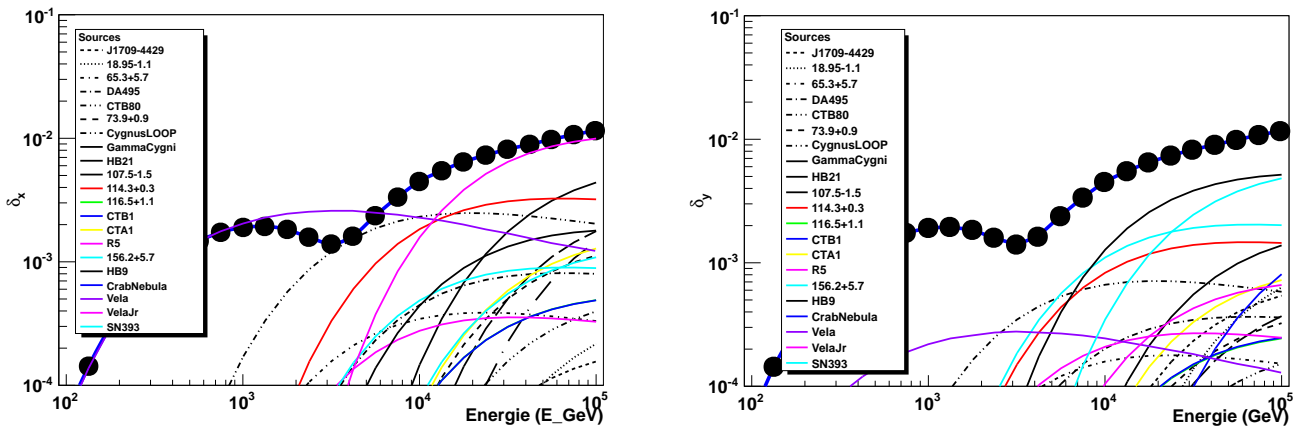 10⁻¹
10⁻²
10⁻³
10⁻⁴
δx
Sources
J1709-4429
18.95-1.1
65.3+5.7
DA495
CTB80
73.9+0.9
CygnusLOOP
GammaCygni
HB21
107.5-1.5
114.3+0.3
116.5+1.1
CTB1
CTA1
R5
156.2+5.7
HB9
CrabNebula
Vela
VelaJr
SN393
10²
10³
10⁴
10⁵
Energie (E_GeV)
10⁻¹
10⁻²
10⁻³
10⁻⁴
δy
Sources
J1709-4429
18.95-1.1
65.3+5.7
DA495
CTB80
73.9+0.9
CygnusLOOP
GammaCygni
HB21
107.5-1.5
114.3+0.3
116.5+1.1
CTB1
CTA1
R5
156.2+5.7
HB9
CrabNebula
Vela
VelaJr
SN393
10²
10³
10⁴
10⁵
Energie (GeV)